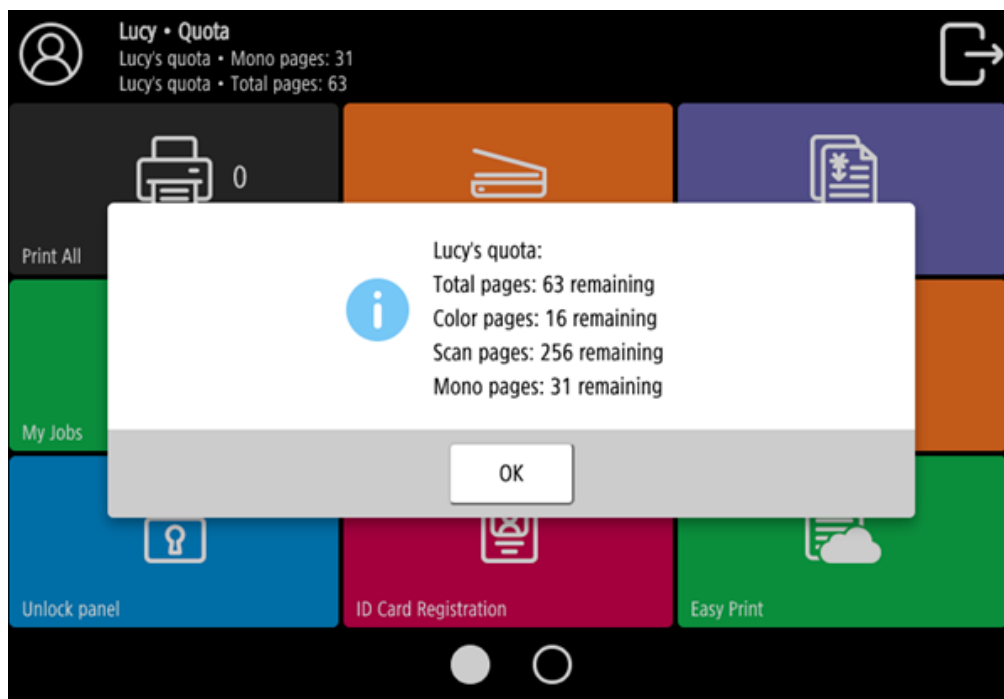 Lucy • Quota
Lucy's quota • Mono pages: 31
Lucy's quota • Total pages: 63
0
Print All
Lucy's quota:
Total pages: 63 remaining
Color pages: 16 remaining
Scan pages: 256 remaining
Mono pages: 31 remaining
My Jobs
OK
Unlock panel
ID Card Registration
Easy Print